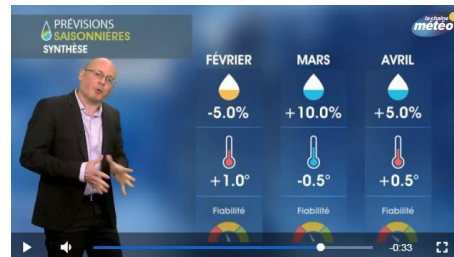 PRÉVISIONS
SAISONNIÈRES
SYNTHÈSE
la chaîne
météo
FÉVRIER MARS AVRIL
-5.0% +10.0% +5.0%
+1.0° -0.5° +0.5°
Fiabilité Fiabilité Fiabilité
-0:33